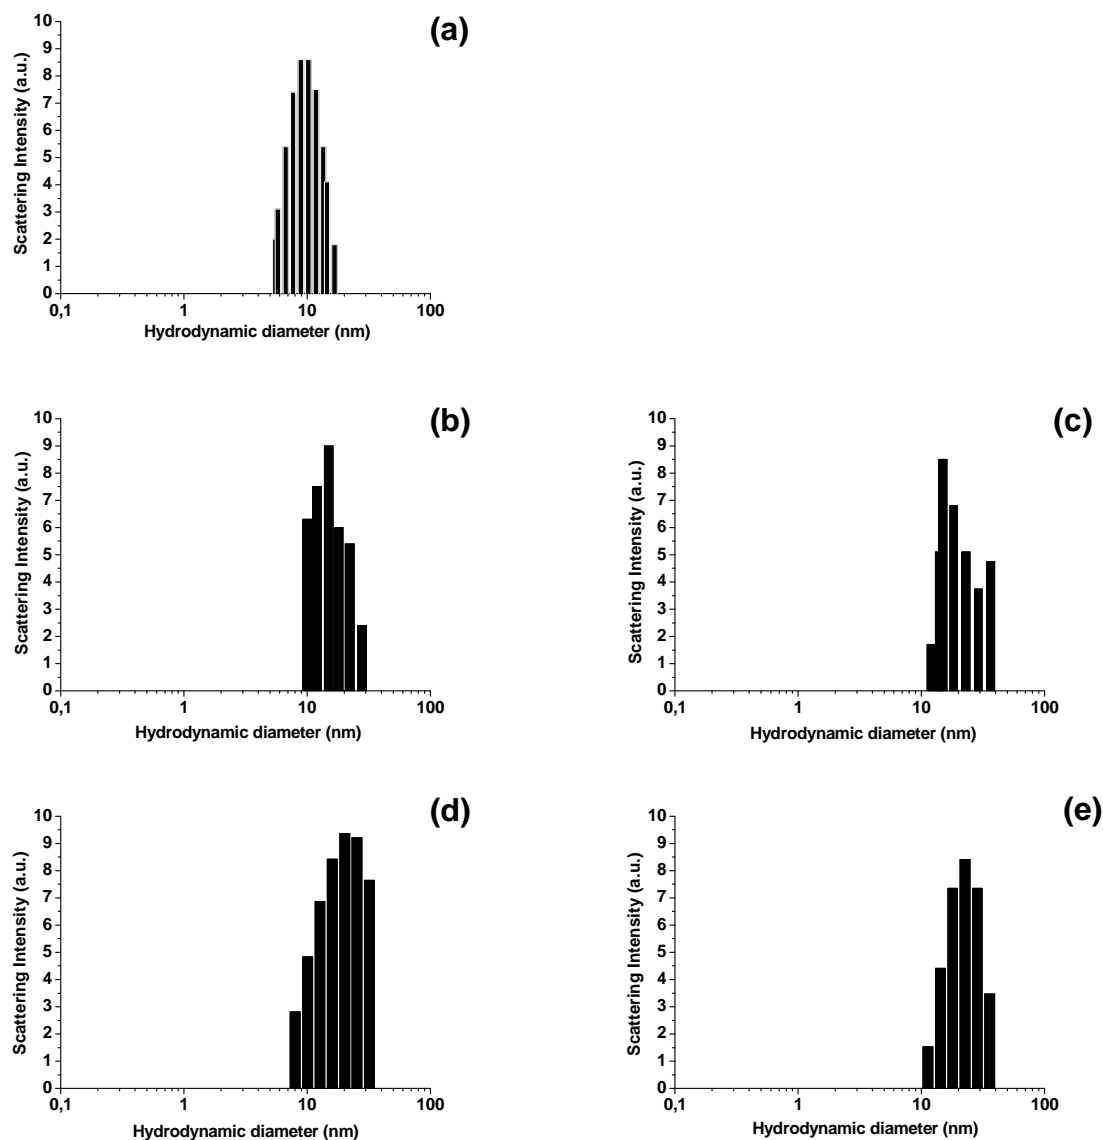 (a)
10
9
8
7
6
5
4
3
2
1
0
Scattering Intensity (a.u.)
0,1 1 10 100
Hydrodynamic diameter (nm)
(b)
10
9
8
7
6
5
4
3
2
1
0
Scattering Intensity (a.u.)
0,1 1 10 100
Hydrodynamic diameter (nm)
(c)
10
9
8
7
6
5
4
3
2
1
0
Scattering Intensity (a.u.)
0,1 1 10 100
Hydrodynamic diameter (nm)
(d)
10
9
8
7
6
5
4
3
2
1
0
Scattering Intensity (a.u.)
0,1 1 10 100
Hydrodynamic diameter (nm)
(e)
10
9
8
7
6
5
4
3
2
1
0
Scattering Intensity (a.u.)
0,1 1 10 100
Hydrodynamic diameter (nm)